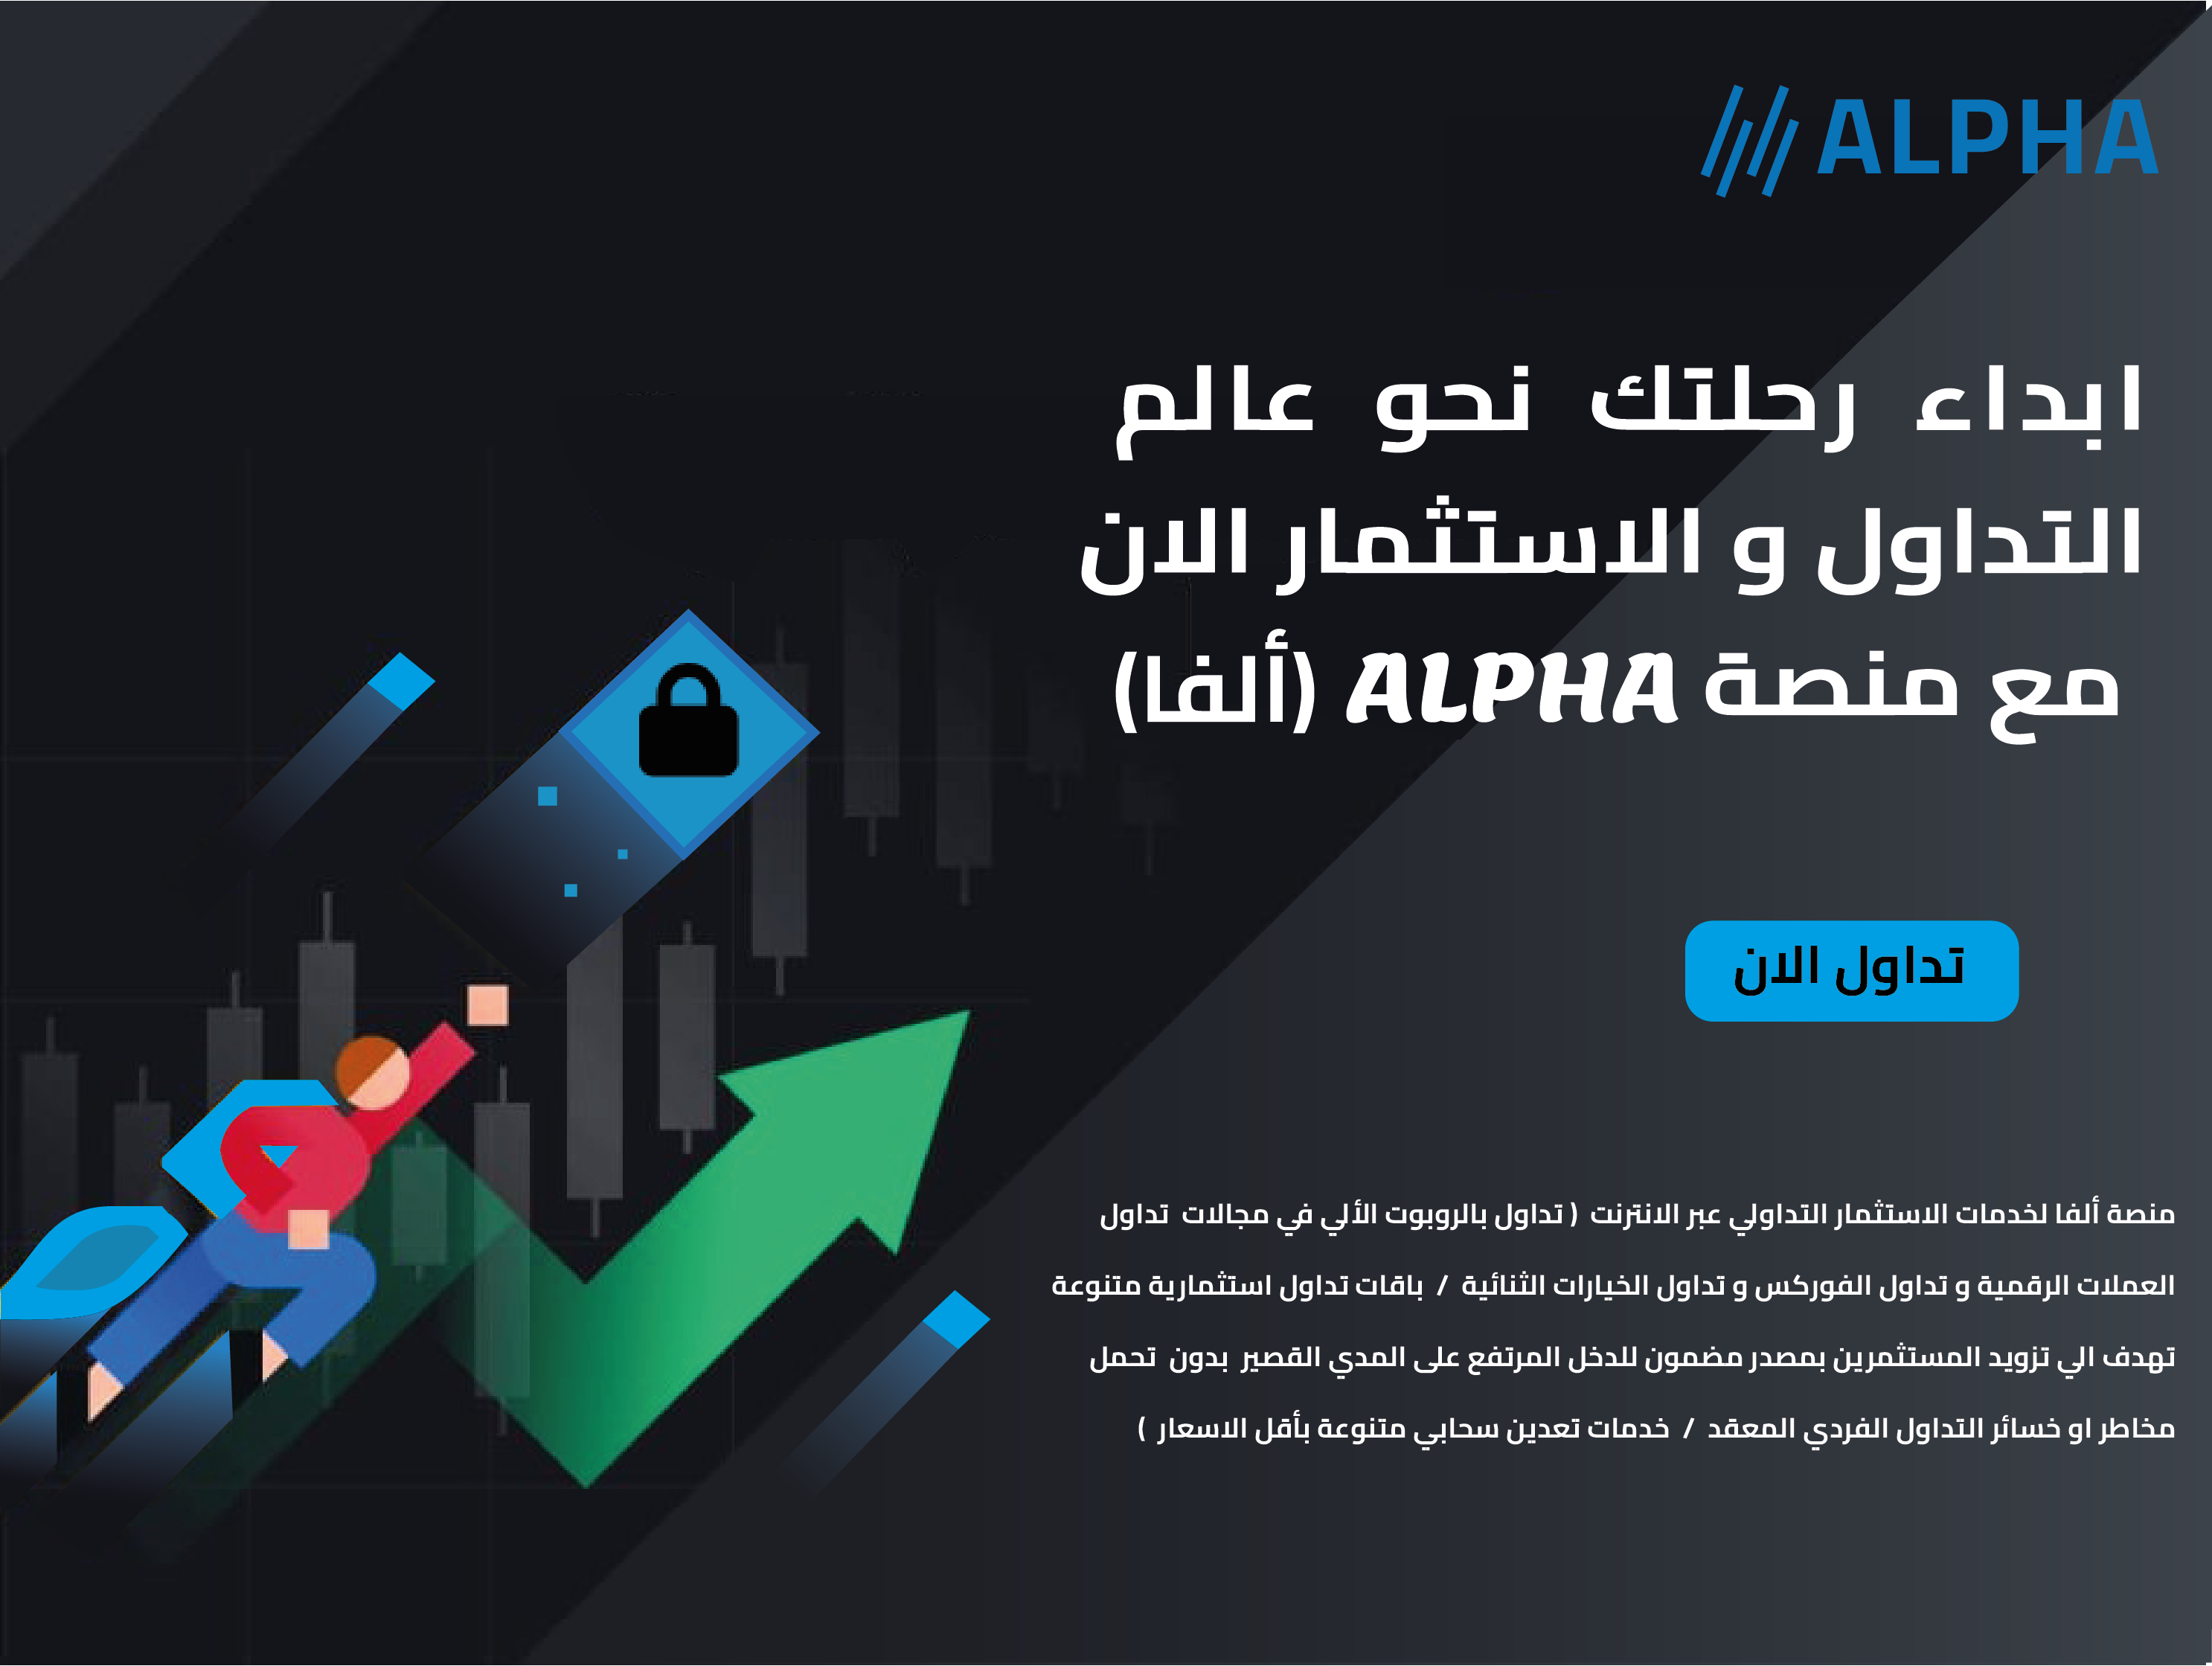 ALPHA
ابداء رحلتك نحو عالم
التداول و الاستثمار الان
مع منصة ALPHA (ألفا)
تداول الان
منصة ألفا لخدمات الاستثمار التداولي عبر الانترنت ( تداول بالروبوت الألي في مجالات تداول
العملات الرقمية و تداول الفوركس و تداول الخيارات الثنائية / باقات تداول استثمارية متنوعة
تهدف الي تزويد المستثمرين بمصدر مضمون للدخل المرتفع على المدي القصير بدون تحمل
مخاطر او خسائر التداول الفردي المعقد / خدمات تعدين سحابي متنوعة بأقل الاسعار )